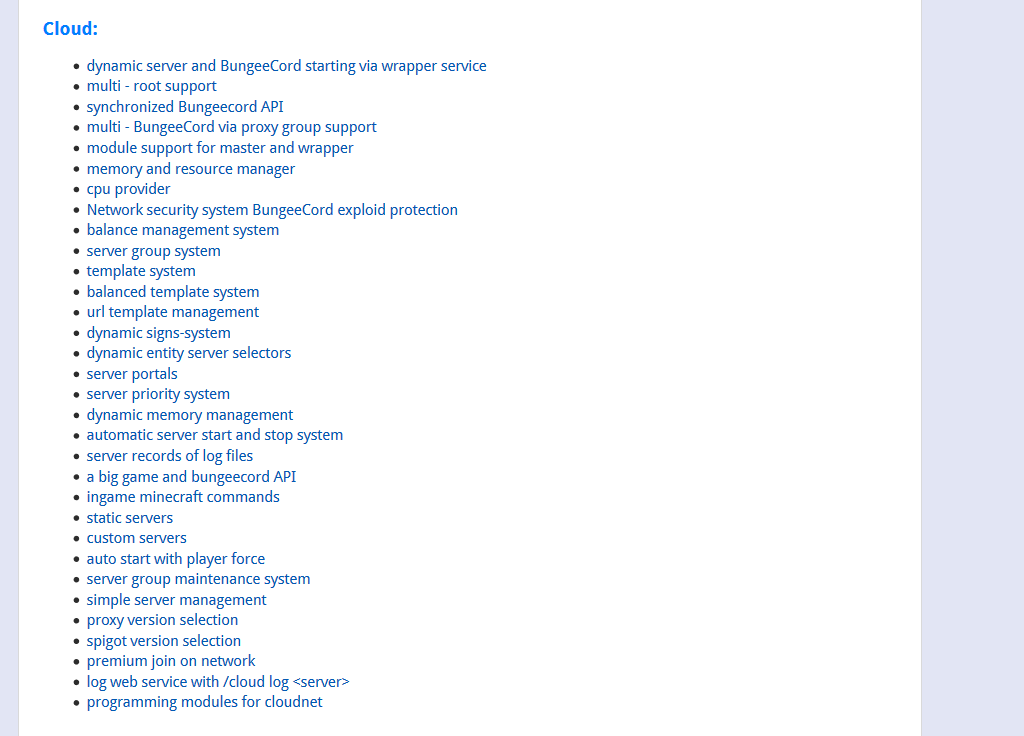 Cloud:
dynamic server and BungeeCord starting via wrapper service
multi - root support
synchronized Bungeecord API
multi - BungeeCord via proxy group support
module support for master and wrapper
memory and resource manager
cpu provider
Network security system BungeeCord exploid protection
balance management system
server group system
template system
balanced template system
url template management
dynamic signs-system
dynamic entity server selectors
server portals
server priority system
dynamic memory management
automatic server start and stop system
server records of log files
a big game and bungeecord API
ingame minecraft commands
static servers
custom servers
auto start with player force
server group maintenance system
simple server management
proxy version selection
spigot version selection
premium join on network
log web service with /cloud log <server>
programming modules for cloudnet